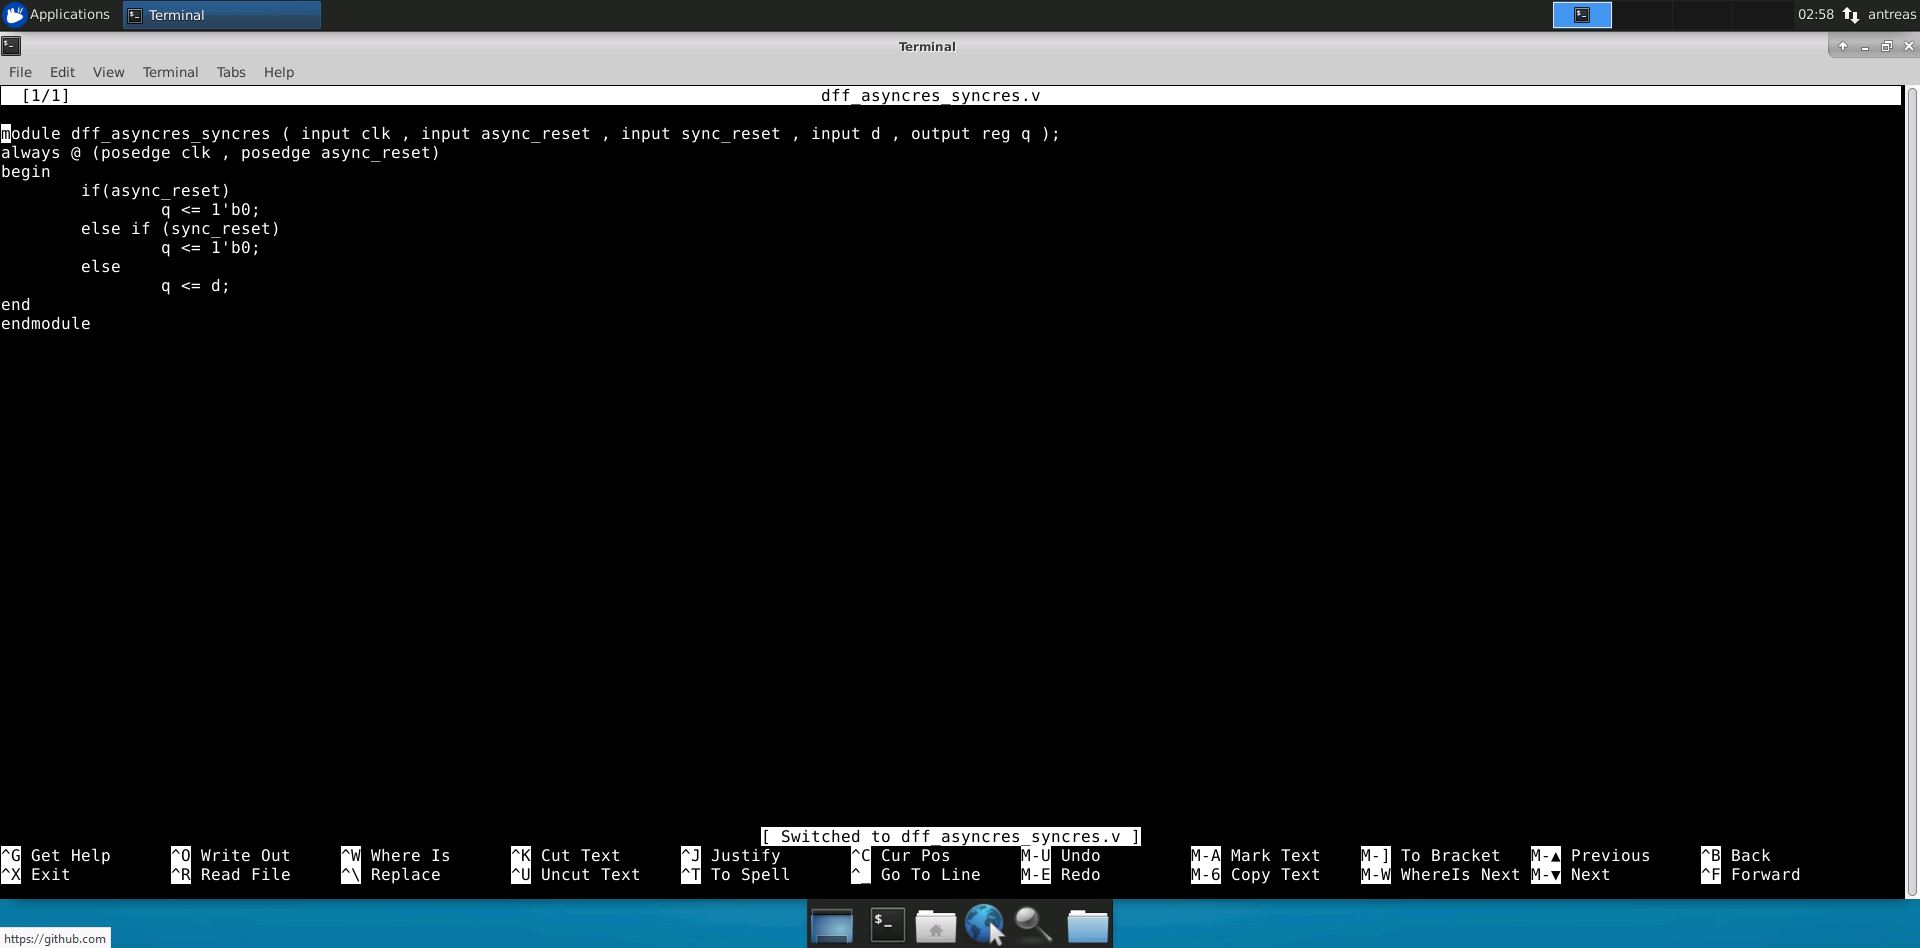 Applications Terminal 02:58 antreas
Terminal
File Edit View Terminal Tabs Help
[1/1] dff_asyncres_syncres.v
module dff_asyncres_syncres ( input clk , input async_reset , input sync_reset , input d , output reg q );
always @ (posedge clk , posedge async_reset)
begin
        if(async_reset)
                q <= 1'b0;
        else if (sync_reset)
                q <= 1'b0;
        else
                q <= d;
end
endmodule
[ Switched to dff_asyncres_syncres.v ]
^G Get Help ^O Write Out ^W Where Is ^K Cut Text ^J Justify ^C Cur Pos M-U Undo M-A Mark Text M-] To Bracket M-▲ Previous ^B Back
^X Exit ^R Read File ^\ Replace ^U Uncut Text ^T To Spell ^_ Go To Line M-E Redo M-6 Copy Text M-W WhereIs Next M-▼ Next ^F Forward
$_
https://github.com